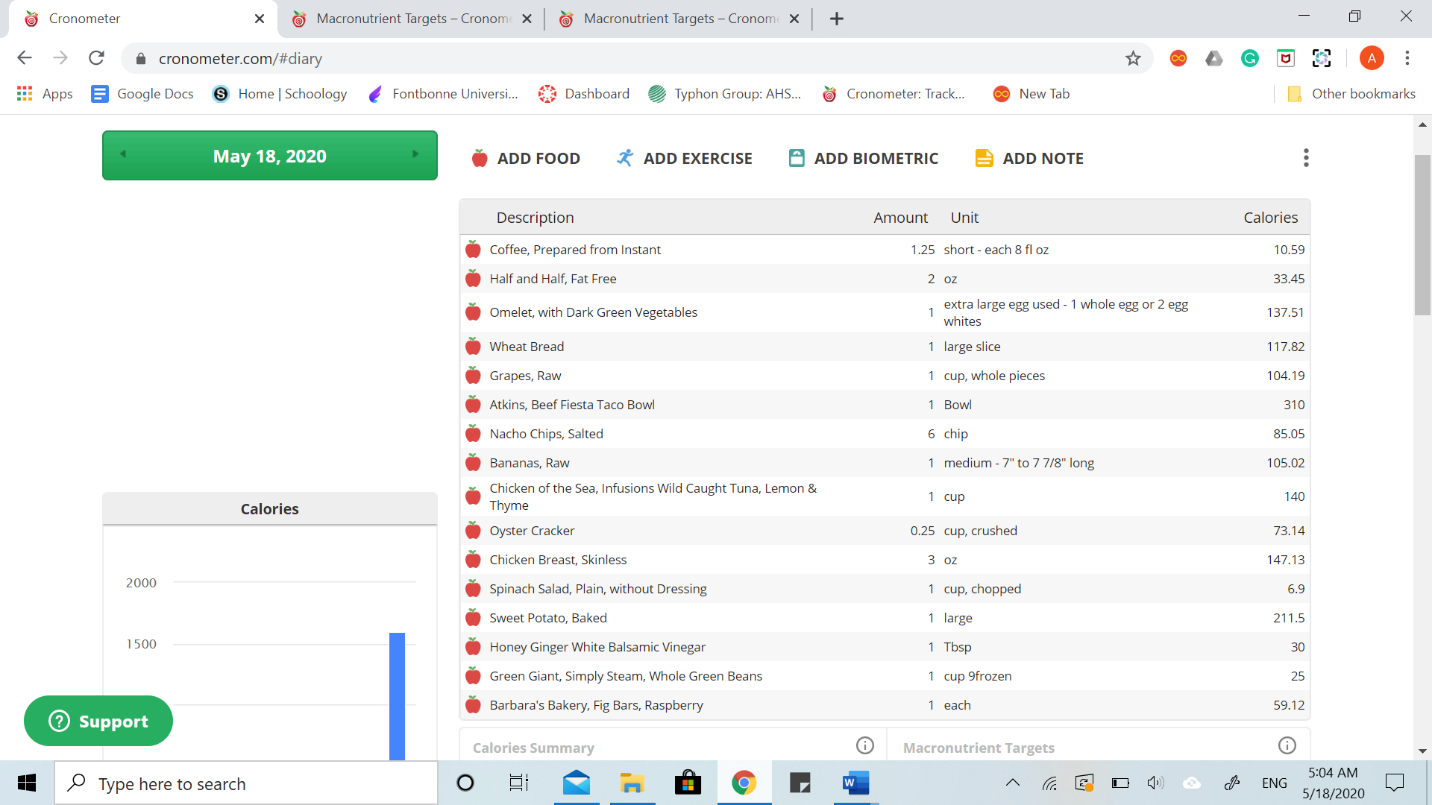 Cronometer
Macronutrient Targets – Cronome
Macronutrient Targets – Cronome
cronometer.com/#diary
A
Apps
Google Docs
Home | Schoology
Fontbonne Universi...
Dashboard
Typhon Group: AHS...
Cronometer: Track...
New Tab
Other bookmarks
May 18, 2020
ADD FOOD
ADD EXERCISE
ADD BIOMETRIC
ADD NOTE
Description Amount Unit Calories
Coffee, Prepared from Instant 1.25 short - each 8 fl oz 10.59
Half and Half, Fat Free 2 oz 33.45
Omelet, with Dark Green Vegetables 1 extra large egg used - 1 whole egg or 2 egg 137.51
whites
Wheat Bread 1 large slice 117.82
Grapes, Raw 1 cup, whole pieces 104.19
Atkins, Beef Fiesta Taco Bowl 1 Bowl 310
Nacho Chips, Salted 6 chip 85.05
Bananas, Raw 1 medium - 7" to 7 7/8" long 105.02
Chicken of the Sea, Infusions Wild Caught Tuna, Lemon & 1 cup 140
Thyme
Oyster Cracker 0.25 cup, crushed 73.14
Chicken Breast, Skinless 3 oz 147.13
Spinach Salad, Plain, without Dressing 1 cup, chopped 6.9
Sweet Potato, Baked 1 large 211.5
Honey Ginger White Balsamic Vinegar 1 Tbsp 30
Green Giant, Simply Steam, Whole Green Beans 1 cup 9frozen 25
Barbara's Bakery, Fig Bars, Raspberry 1 each 59.12
Calories
2000
1500
Support
Calories Summary
Macronutrient Targets
Type here to search
W
ENG
5:04 AM
5/18/2020